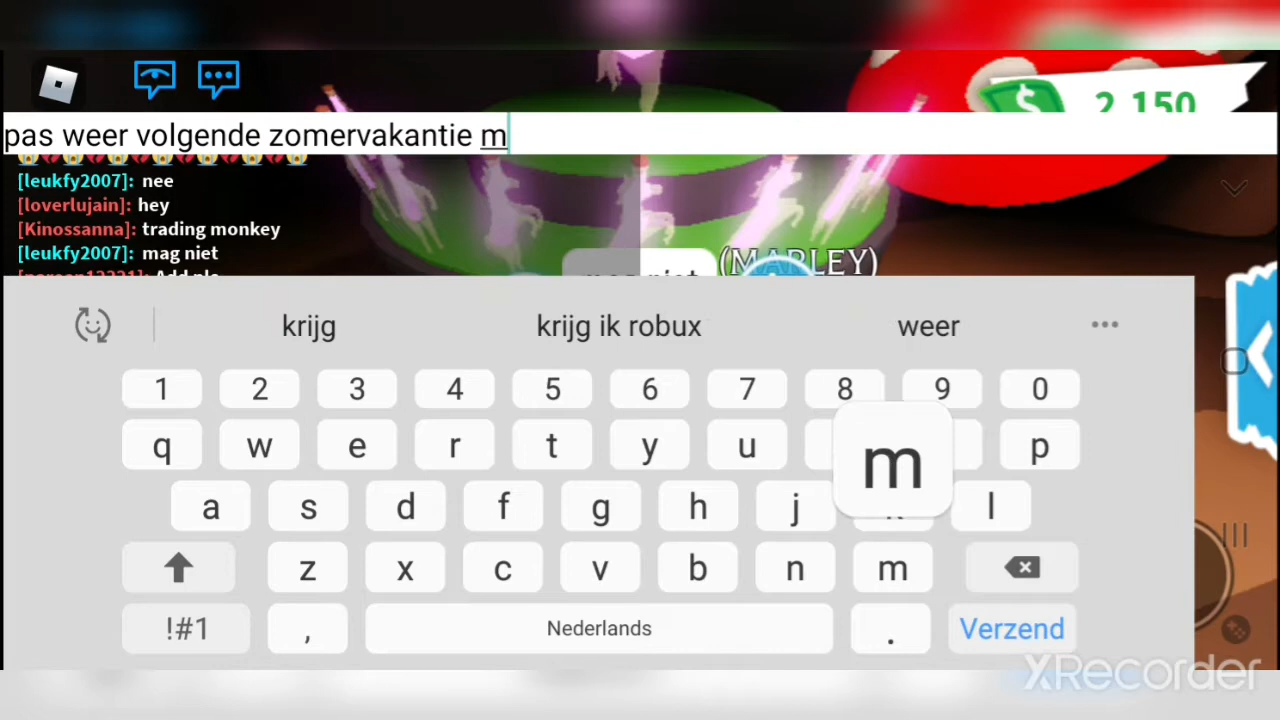 2,150
pas weer volgende zomervakantie m
[leukfy2007]: nee
[loverlujain]: hey
[Kinossanna]: trading monkey
[leukfy2007]: mag niet
(MARLEY)
krijg krijg ik robux weer
1 2 3 4 5 6 7 8 9 0
q w e r t y u p
m
a s d f g h j l
z x c v b n m
!#1 , Nederlands . Verzend
XRecorder